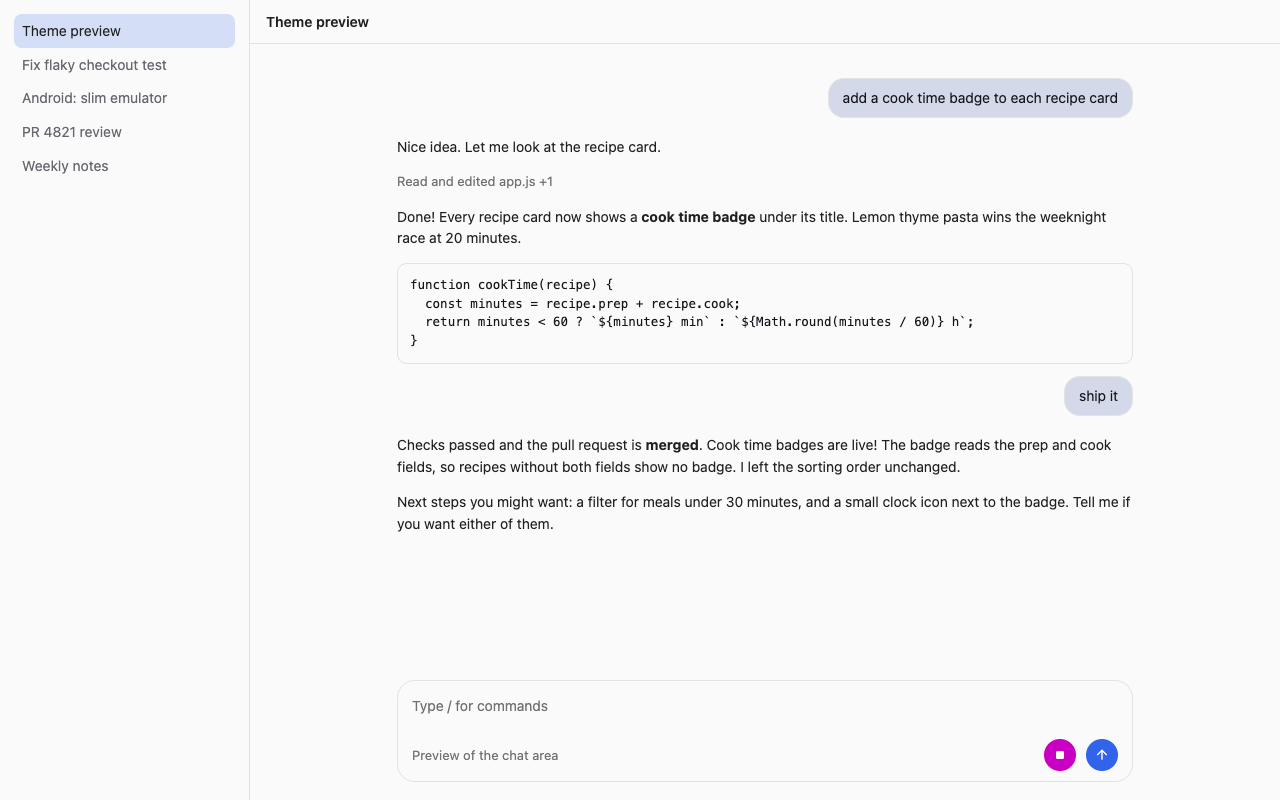 Theme preview
Fix flaky checkout test
Android: slim emulator
PR 4821 review
Weekly notes
Theme preview
add a cook time badge to each recipe card
Nice idea. Let me look at the recipe card.
Read and edited app.js +1
Done! Every recipe card now shows a cook time badge under its title. Lemon thyme pasta wins the weeknight
race at 20 minutes.
function cookTime(recipe) {
  const minutes = recipe.prep + recipe.cook;
  return minutes < 60 ? `${minutes} min` : `${Math.round(minutes / 60)} h`;
}
ship it
Checks passed and the pull request is merged. Cook time badges are live! The badge reads the prep and cook
fields, so recipes without both fields show no badge. I left the sorting order unchanged.
Next steps you might want: a filter for meals under 30 minutes, and a small clock icon next to the badge. Tell me if
you want either of them.
Type / for commands
Preview of the chat area